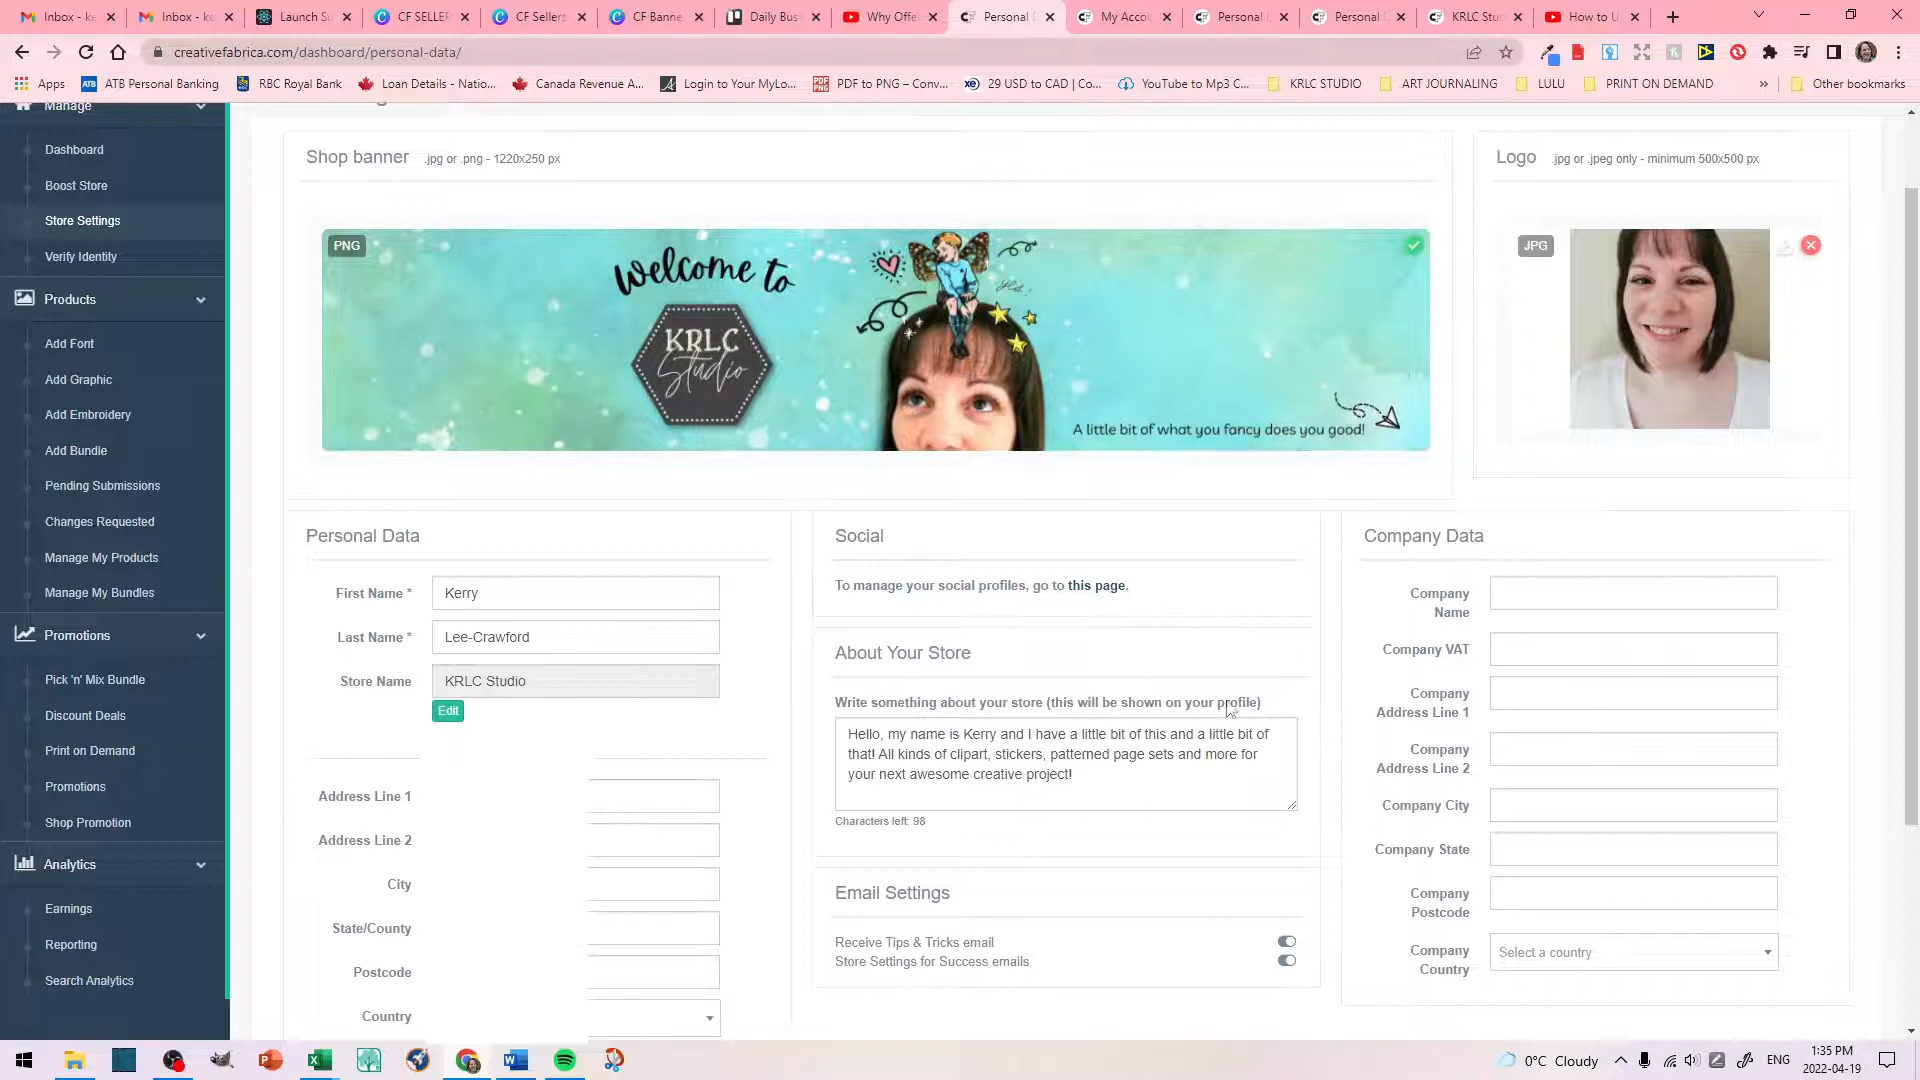 Inbox - ke
Inbox - ke
Launch Su
CF SELLER
CF Sellers
CF Banne
Daily Bus
Why Offe
Personal D
My Accou
Personal D
Personal D
KRLC Stud
How to U
creativefabrica.com/dashboard/personal-data/
Apps
ATB Personal Banking
RBC Royal Bank
Loan Details - Natio...
Canada Revenue A...
Login to Your MyLo...
PDF to PNG – Conv...
29 USD to CAD | Co...
YouTube to Mp3 C...
KRLC STUDIO
ART JOURNALING
LULU
PRINT ON DEMAND
»
Other bookmarks
Manage
Dashboard
Boost Store
Store Settings
Verify Identity
Products
Add Font
Add Graphic
Add Embroidery
Add Bundle
Pending Submissions
Changes Requested
Manage My Products
Manage My Bundles
Promotions
Pick 'n' Mix Bundle
Discount Deals
Print on Demand
Promotions
Shop Promotion
Analytics
Earnings
Reporting
Search Analytics
Shop banner .jpg or .png - 1220x250 px
PNG
welcome to
KRLC
Studio
A little bit of what you fancy does you good!
Logo .jpg or .jpeg only - minimum 500x500 px
JPG
Personal Data
First Name * Kerry
Last Name * Lee-Crawford
Store Name KRLC Studio
Edit
Address Line 1
Address Line 2
City
State/County
Postcode
Country
Social
To manage your social profiles, go to this page.
About Your Store
Write something about your store (this will be shown on your profile)
Hello, my name is Kerry and I have a little bit of this and a little bit of
that! All kinds of clipart, stickers, patterned page sets and more for
your next awesome creative project!
Characters left: 98
Email Settings
Receive Tips & Tricks email
Store Settings for Success emails
Company Data
Company
Name
Company VAT
Company
Address Line 1
Company
Address Line 2
Company City
Company State
Company
Postcode
Company
Country
Select a country
0°C Cloudy
ENG
1:35 PM
2022-04-19